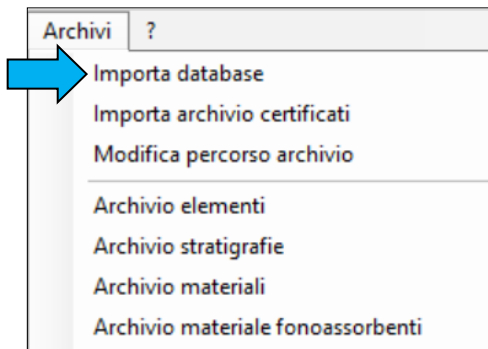 Archivi ?
Importa database
Importa archivio certificati
Modifica percorso archivio
Archivio elementi
Archivio stratigrafie
Archivio materiali
Archivio materiale fonoassorbenti